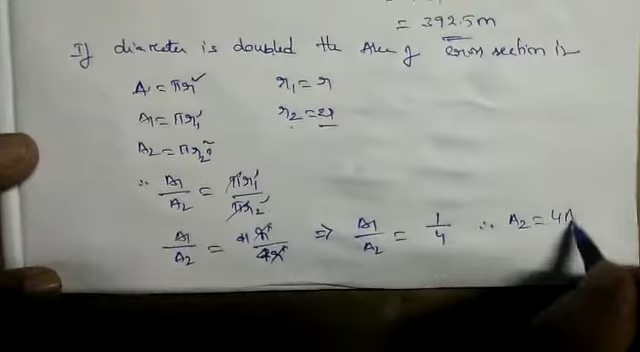 = 392.5m
If diameter is doubled the Area of cross section is
A = πr² r₁ = r
A₁ = πr₁² r₂ = 2r
A₂ = πr₂²
∴ A₁/A₂ = πr₁²/πr₂²
A₁/A₂ = r²/4r² ⇒ A₁/A₂ = 1/4 ∴ A₂ = 4A